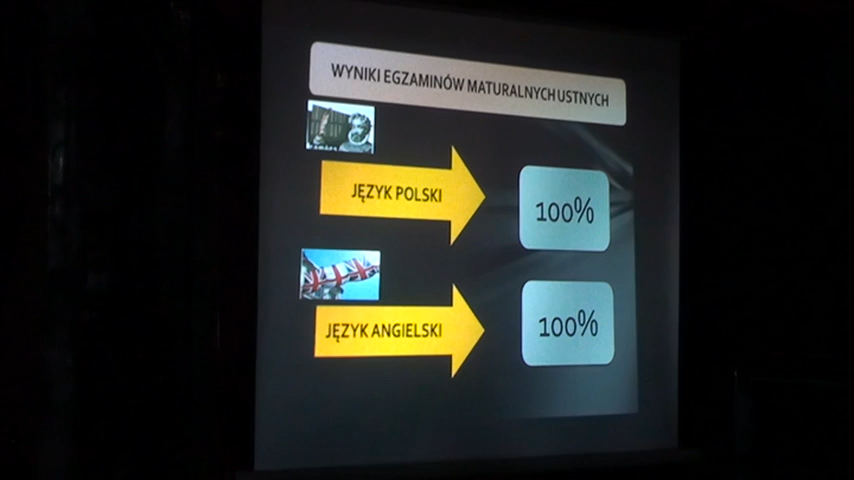 WYNIKI EGZAMINÓW MATURALNYCH USTNYCH
JĘZYK POLSKI
100%
JĘZYK ANGIELSKI
100%